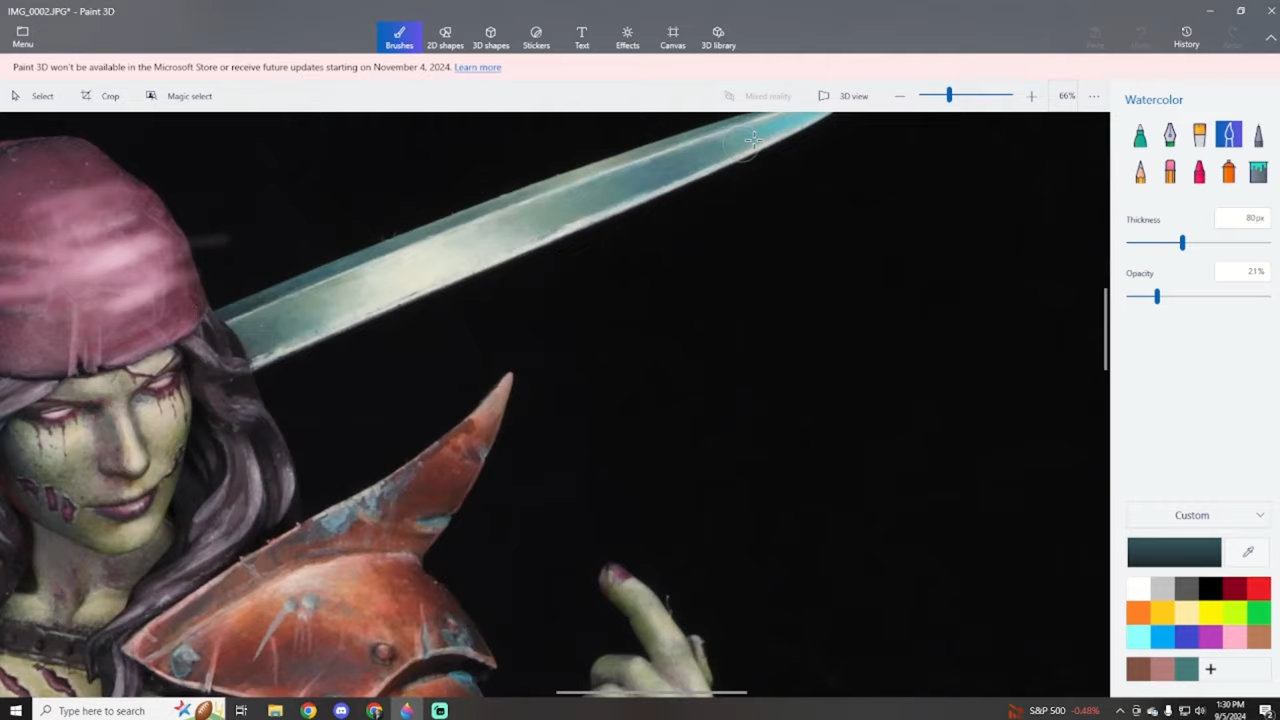 IMG_0002.JPG* - Paint 3D
Menu
Brushes
2D shapes
3D shapes
Stickers
Text
Effects
Canvas
3D library
Paste
Undo
History
Redo
Paint 3D won't be available in the Microsoft Store or receive future updates starting on November 4, 2024. Learn more
Select
Crop
Magic select
Mixed reality
3D view
66%
Watercolor
Thickness
80px
Opacity
21%
Custom
Type here to search
S&P 500 -0.48%
1:30 PM
9/5/2024